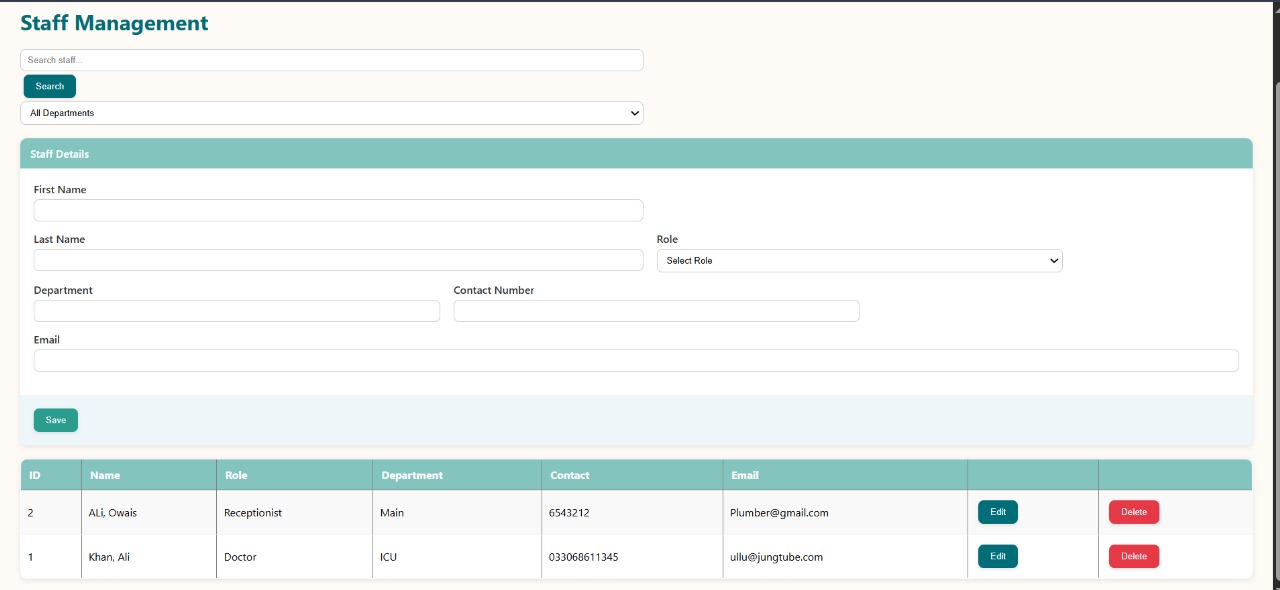 Staff Management
Search staff...
Search
All Departments
Staff Details
First Name
Last Name Role
Select Role
Department Contact Number
Email
Save
ID Name Role Department Contact Email
2 ALi, Owais Receptionist Main 6543212 Plumber@gmail.com Edit Delete
1 Khan, Ali Doctor ICU 033068611345 ullu@jungtube.com Edit Delete